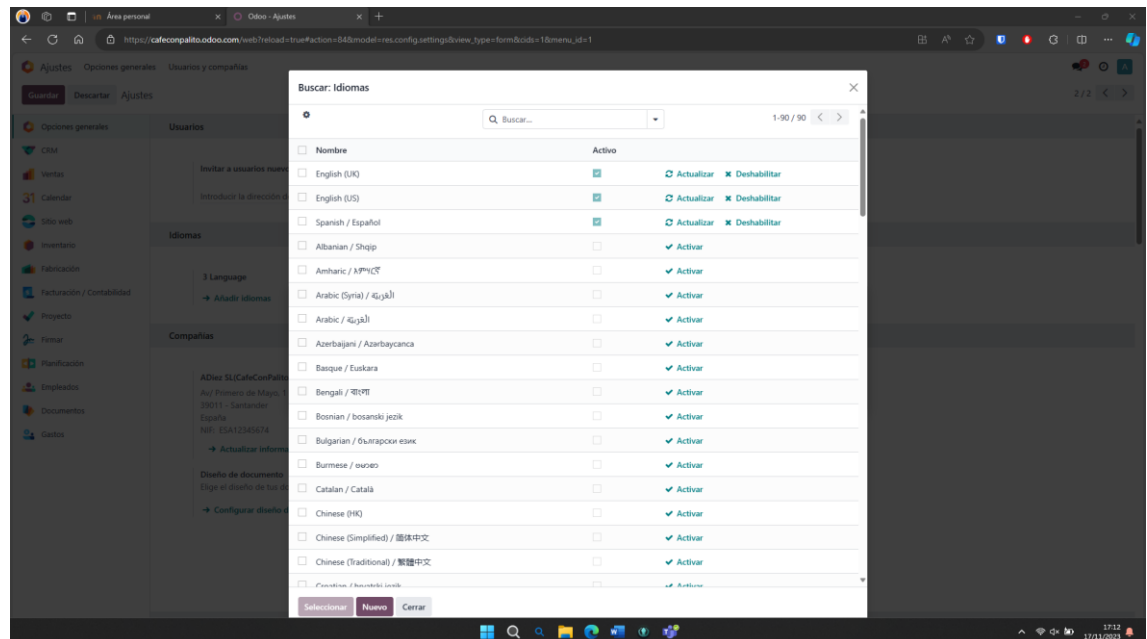 Área personal
Odoo - Ajustes
https://cafeconpalito.odoo.com/web?reload=true#action=84&model=res.config.settings&view_type=form&cids=1&menu_id=1
Ajustes Opciones generales Usuarios y compañías
Guardar Descartar Ajustes 2/2
Opciones generales
CRM
Ventas
Calendar
Sitio web
Inventario
Fabricación
Facturación / Contabilidad
Proyecto
Firmar
Planificación
Empleados
Documentos
Gastos
Usuarios
Invitar a usuarios
Introducir la dirección
Idiomas
3 Language
Añadir idiomas
Compañías
ADiez SL(CafeConPalito
Av/ Primero de Mayo,
39011 - Santander
España
NIF: ESA12345674
Actualizar
Diseño de documento
Elige el diseño de tus
Configurar diseño
Buscar: Idiomas
Buscar... 1-90 / 90
Nombre Activo
English (UK) Actualizar Deshabilitar
English (US) Actualizar Deshabilitar
Spanish / Español Actualizar Deshabilitar
Albanian / Shqip Activar
Amharic / አምሃርኛ Activar
Arabic (Syria) / الْعَرَبيّة Activar
Arabic / الْعَرَبيّة Activar
Azerbaijani / Azərbaycanca Activar
Basque / Euskara Activar
Bengali / বাংলা Activar
Bosnian / bosanski jezik Activar
Bulgarian / български език Activar
Burmese / ဗမာစာ Activar
Catalan / Català Activar
Chinese (HK) Activar
Chinese (Simplified) / 简体中文 Activar
Chinese (Traditional) / 繁體中文 Activar
Croatian / hrvatski jezik Activar
Seleccionar Nuevo Cerrar
17:12
17/11/2023